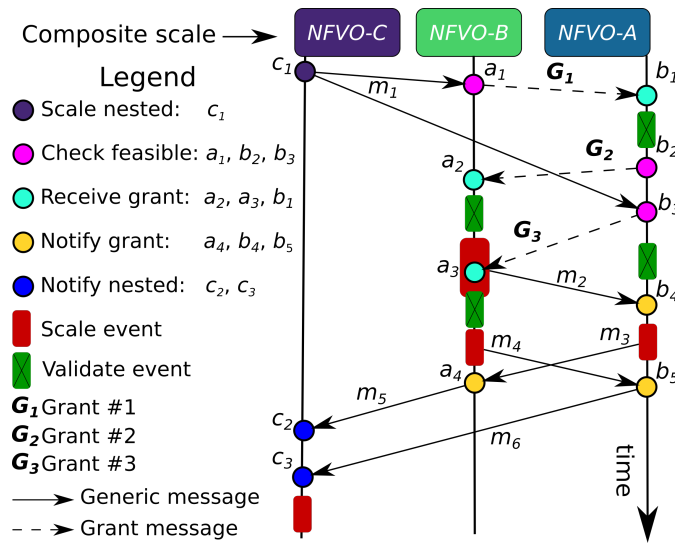 Composite scale
NFVO-C
NFVO-B
NFVO-A
Legend
Scale nested: c1
Check feasible: a1, b2, b3
Receive grant: a2, a3, b1
Notify grant: a4, b4, b5
Notify nested: c2, c3
Scale event
Validate event
G1 Grant #1
G2 Grant #2
G3 Grant #3
Generic message
Grant message
c1
m1
a1
G1
b1
b2
G2
a2
b3
G3
a3
m2
b4
m3
m4
a4
b5
m5
c2
m6
c3
time